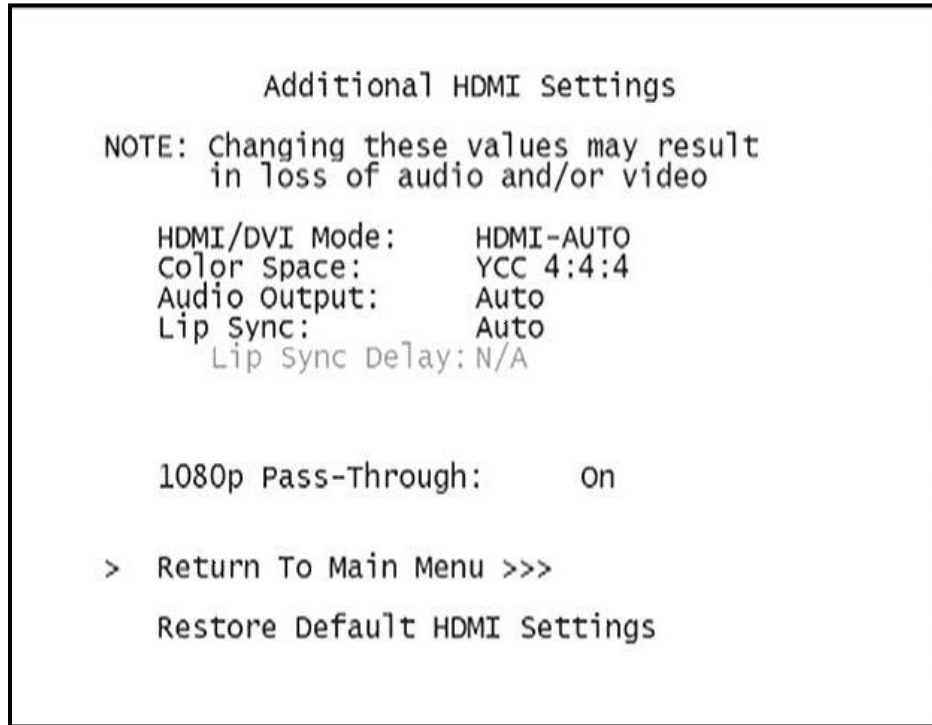 Additional HDMI Settings
NOTE: Changing these values may result
in loss of audio and/or video
HDMI/DVI Mode: HDMI-AUTO
Color Space: YCC 4:4:4
Audio Output: Auto
Lip Sync: Auto
Lip Sync Delay: N/A
1080p Pass-Through: On
> Return To Main Menu >>>
Restore Default HDMI Settings